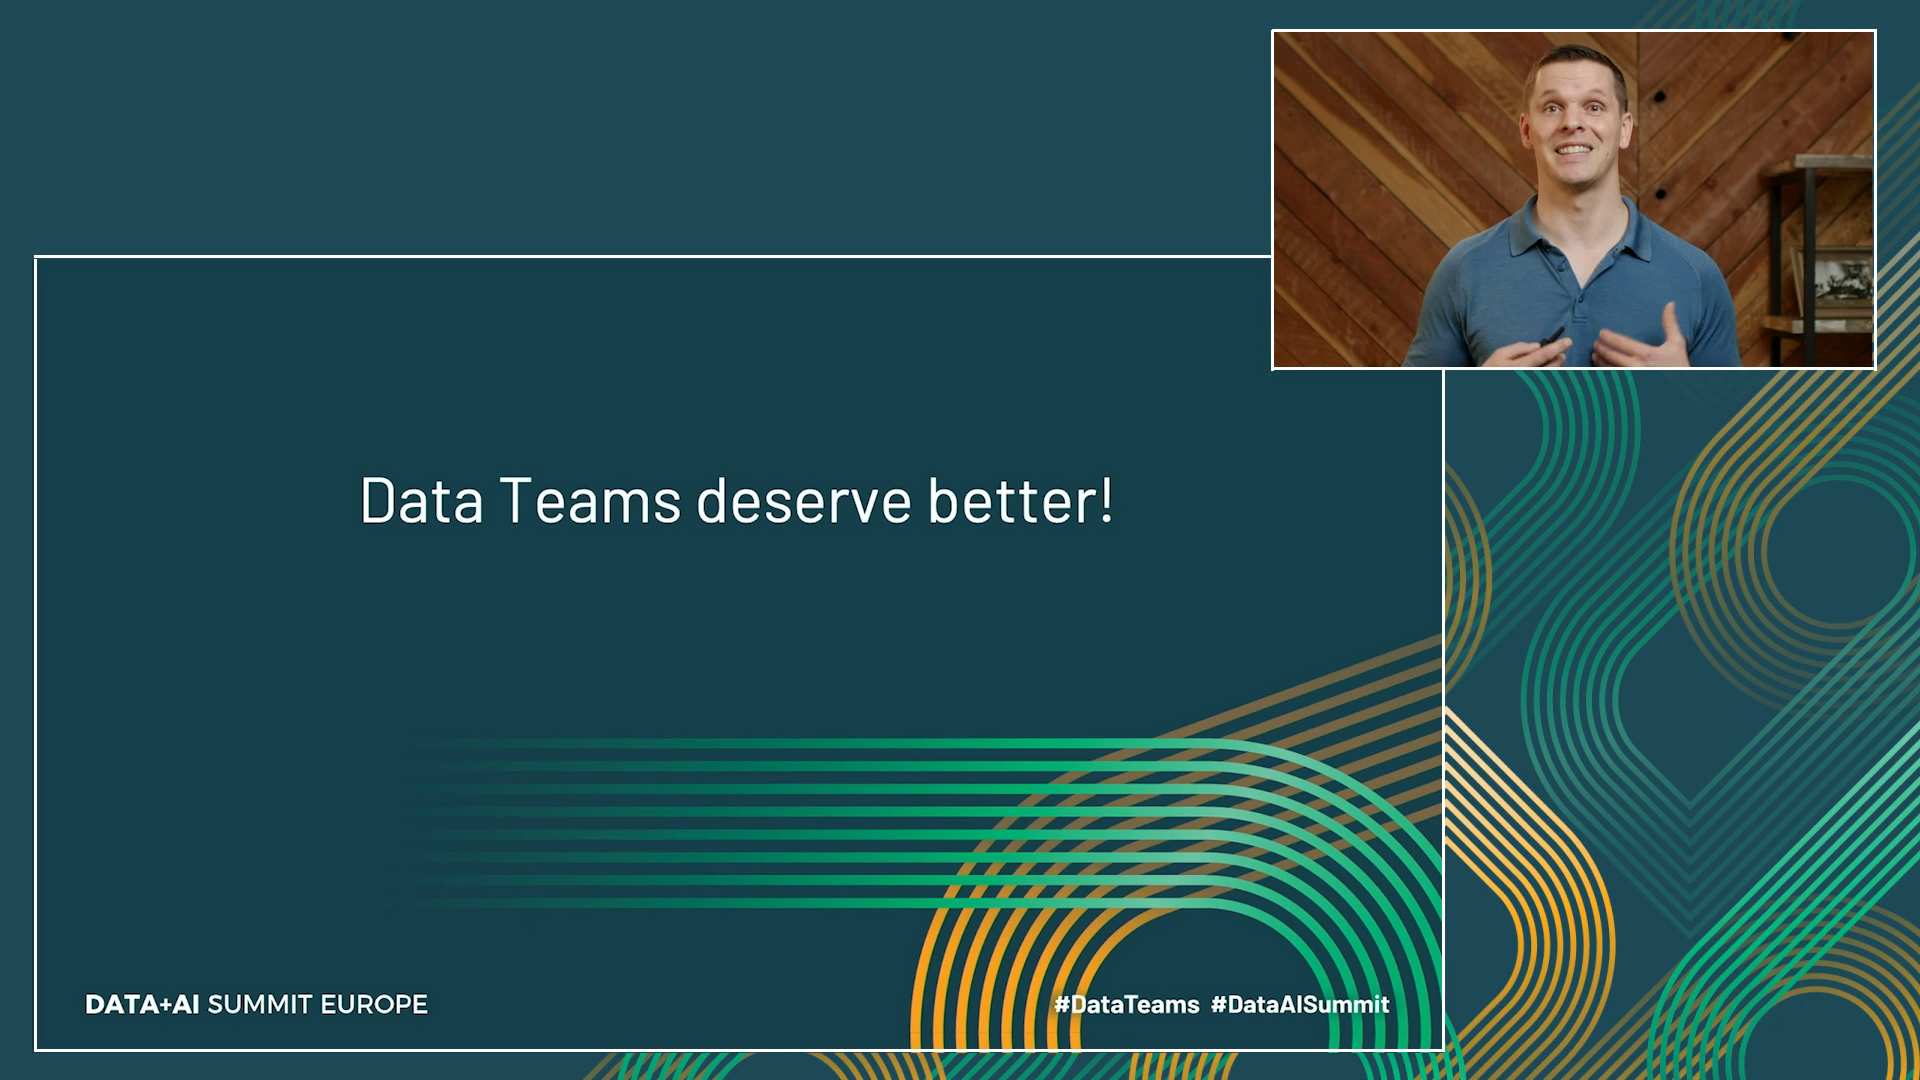 Data Teams deserve better!
DATA+AI SUMMIT EUROPE
#DataTeams #DataAISummit